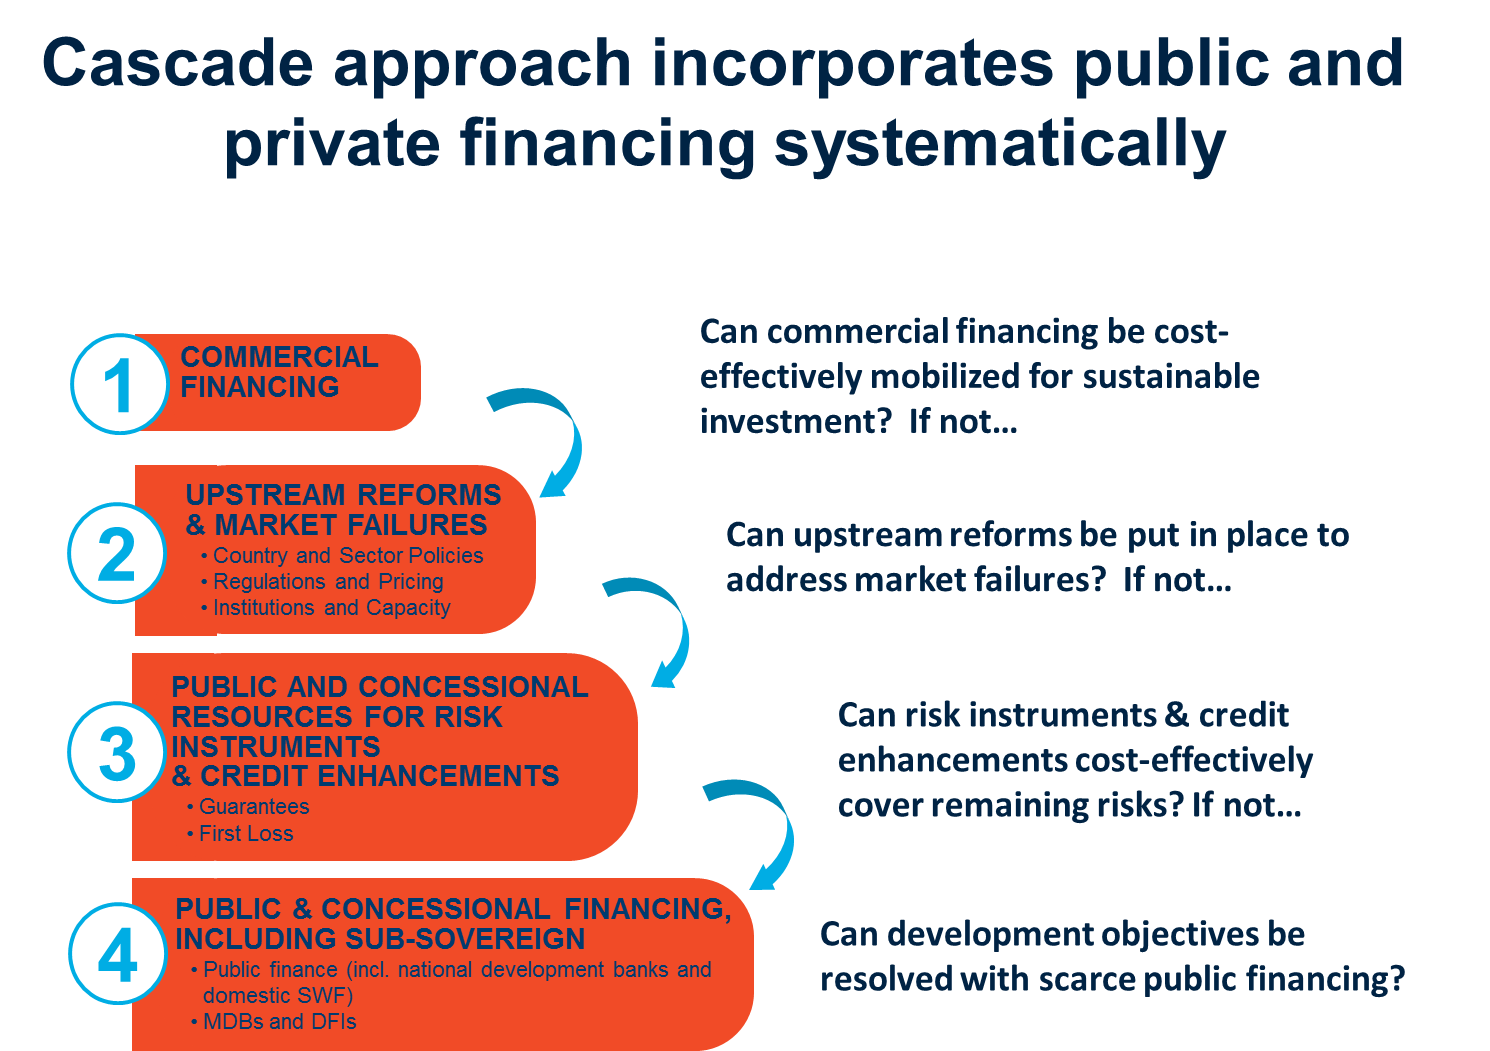 Cascade approach incorporates public and
private financing systematically
1
COMMERCIAL
FINANCING
Can commercial financing be cost-
effectively mobilized for sustainable
investment? If not...
2
UPSTREAM REFORMS
& MARKET FAILURES
• Country and Sector Policies
• Regulations and Pricing
• Institutions and Capacity
Can upstream reforms be put in place to
address market failures? If not...
3
PUBLIC AND CONCESSIONAL
RESOURCES FOR RISK
INSTRUMENTS
& CREDIT ENHANCEMENTS
• Guarantees
• First Loss
Can risk instruments & credit
enhancements cost-effectively
cover remaining risks? If not...
4
PUBLIC & CONCESSIONAL FINANCING,
INCLUDING SUB-SOVEREIGN
• Public finance (incl. national development banks and
domestic SWF)
• MDBs and DFIs
Can development objectives be
resolved with scarce public financing?